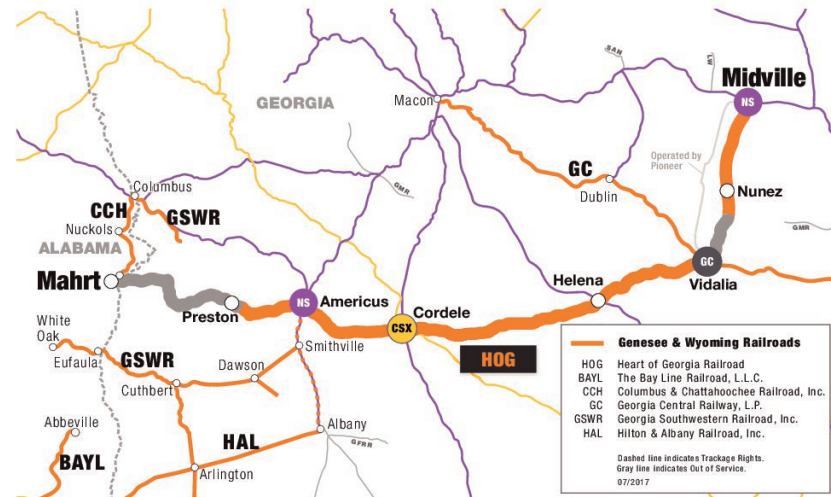 SAN
LW
Midville
NS
GEORGIA
Macon
Operated by
Pioneer
GC
Dublin
GMR
Columbus
CCH
GSWR
Nuckols
ALABAMA
Nunez
GMR
GC
Vidalia
Mahrt
Preston
NS
Americus
Helena
Cordele
CSX
White
Oak
Eufaula
GSWR
Smithville
HOG
Dawson
Cuthbert
Abbeville
Albany
HAL
GFRR
BAYL
Arlington
Genesee & Wyoming Railroads
HOG Heart of Georgia Railroad
BAYL The Bay Line Railroad, L.L.C.
CCH Columbus & Chattahoochee Railroad, Inc.
GC Georgia Central Railway, L.P.
GSWR Georgia Southwestern Railroad, Inc.
HAL Hilton & Albany Railroad, Inc.
Dashed line indicates Trackage Rights.
Gray line indicates Out of Service.
07/2017